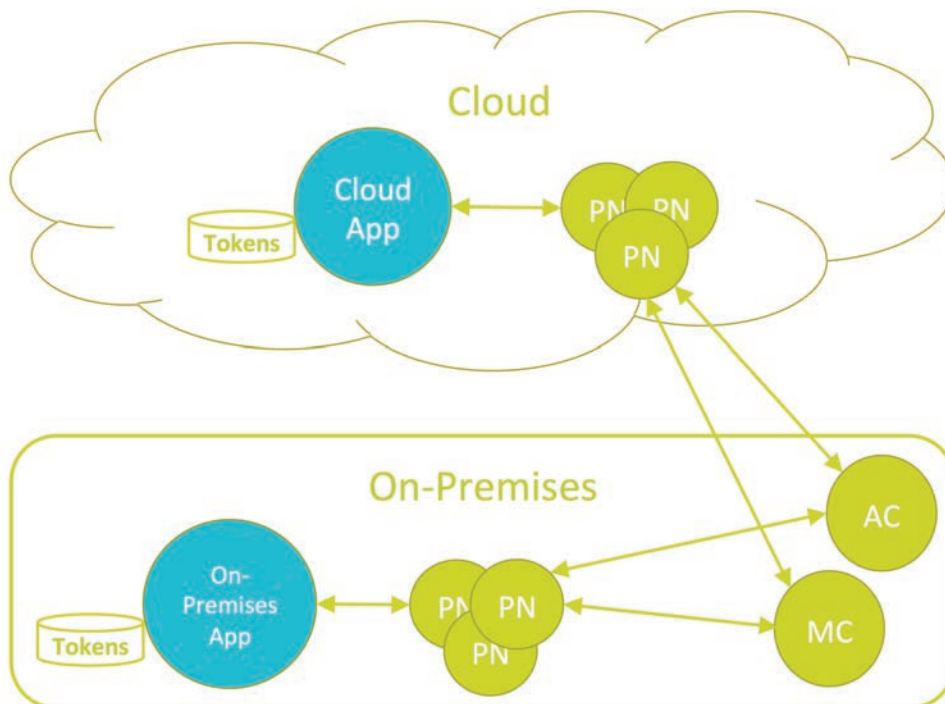 Cloud
Cloud
App
Tokens
PN
PN
PN
On-Premises
AC
On-
Premises
App
Tokens
PN
PN
PN
MC